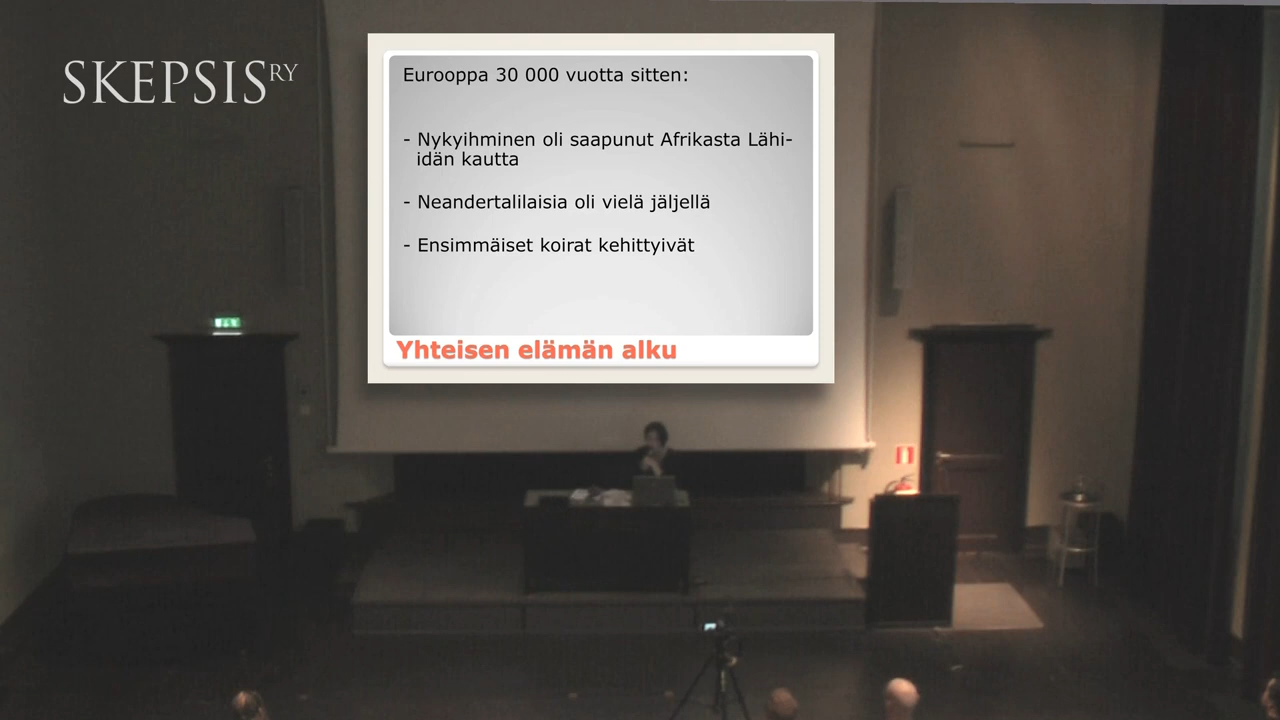 SKEPSIS RY
Eurooppa 30 000 vuotta sitten:
- Nykyihminen oli saapunut Afrikasta Lähi-
idän kautta
- Neandertalilaisia oli vielä jäljellä
- Ensimmäiset koirat kehittyivät
Yhteisen elämän alku